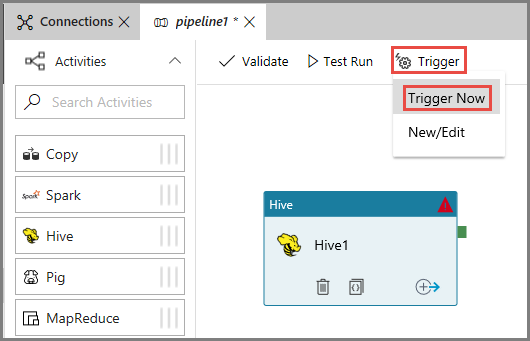 Connections
pipeline1 *
Activities
Validate
Test Run
Trigger
Trigger Now
New/Edit
Search Activities
Copy
Spark
Spark
Hive
Pig
MapReduce
Hive
Hive1